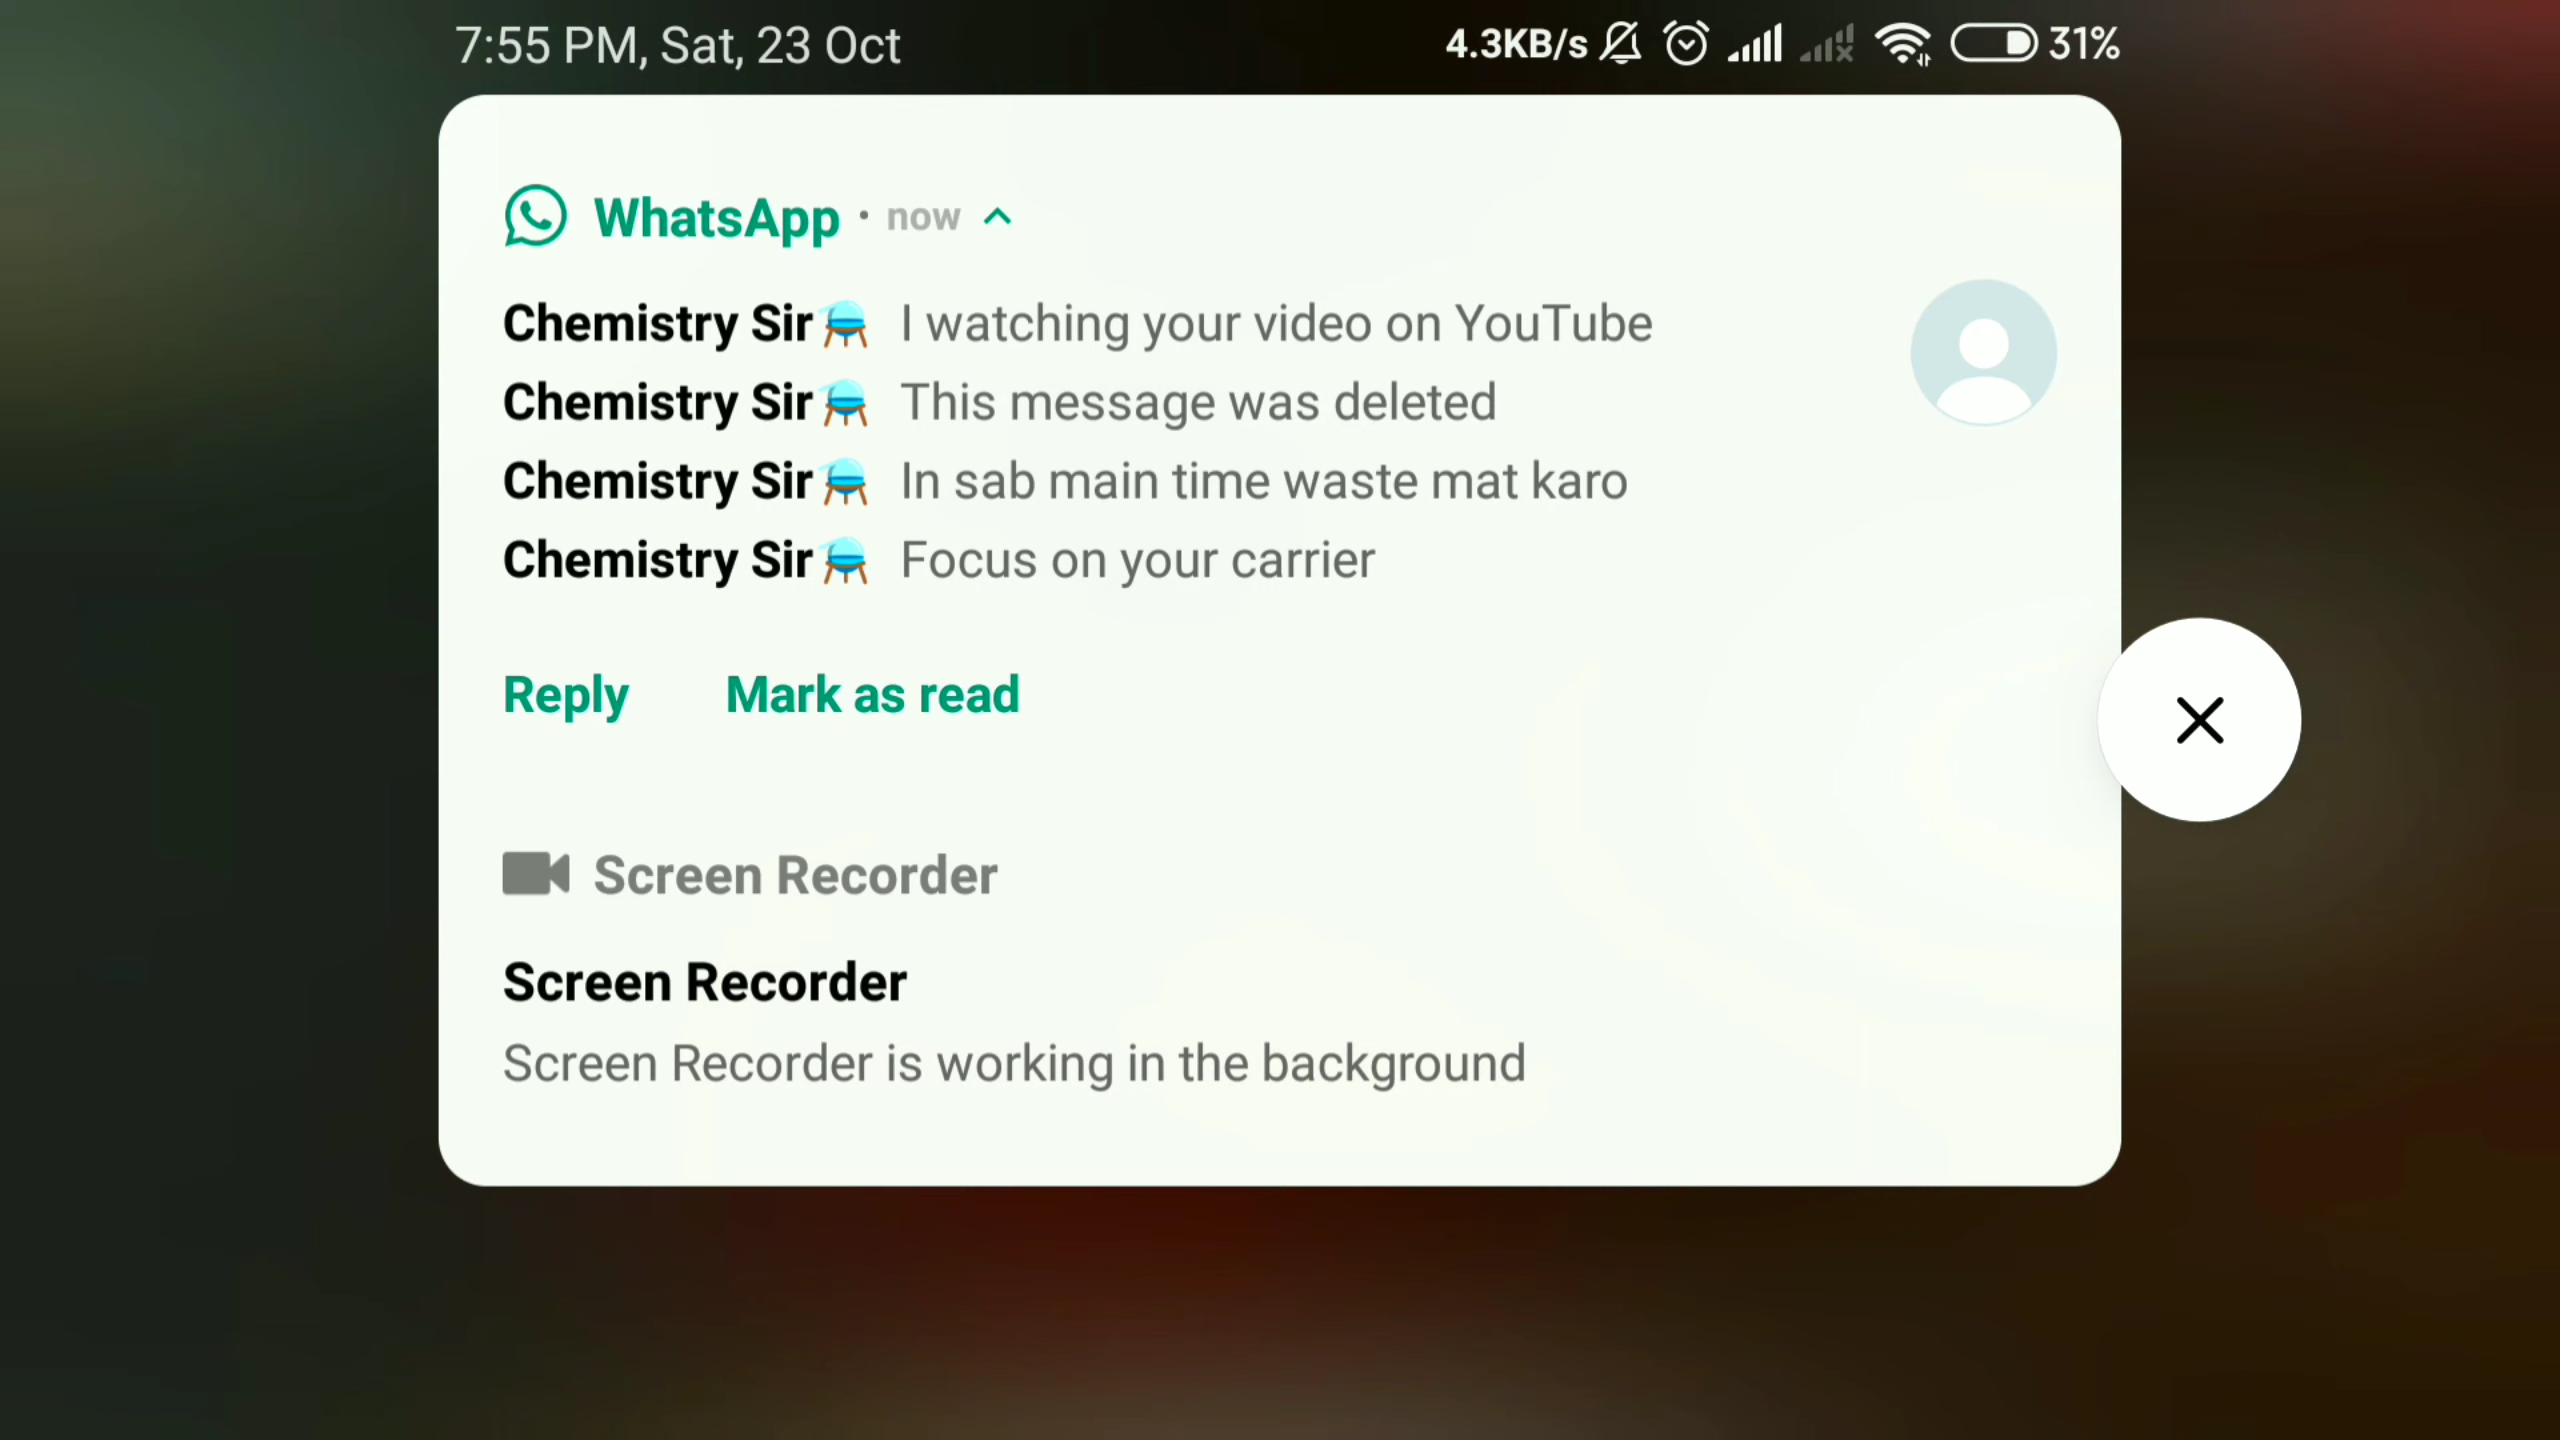 7:55 PM, Sat, 23 Oct 4.3KB/s 31%
WhatsApp · now
Chemistry Sir I watching your video on YouTube
Chemistry Sir This message was deleted
Chemistry Sir In sab main time waste mat karo
Chemistry Sir Focus on your carrier
Reply Mark as read
Screen Recorder
Screen Recorder
Screen Recorder is working in the background